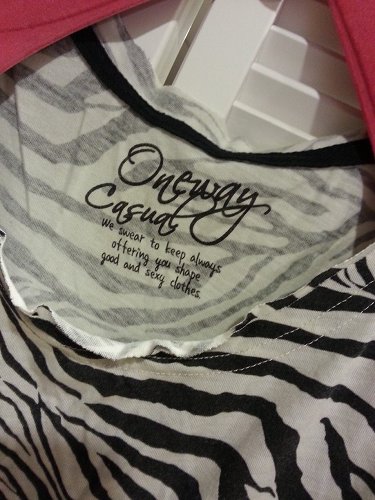 Oneway
Casual
We swear to keep always
offering you shape
good and sexy clothes.